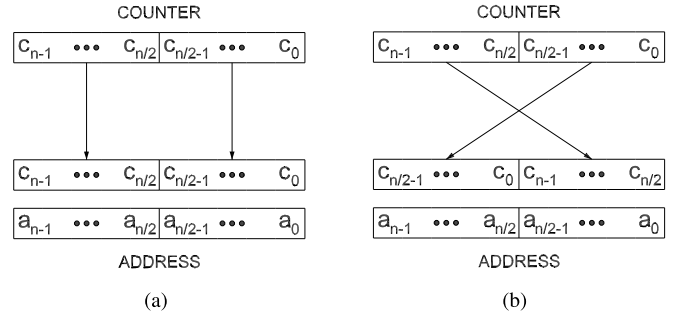 COUNTER
c_{n-1} ••• c_{n/2} c_{n/2-1} ••• c_0
c_{n-1} ••• c_{n/2} c_{n/2-1} ••• c_0
a_{n-1} ••• a_{n/2} a_{n/2-1} ••• a_0
ADDRESS
(a)
COUNTER
c_{n-1} ••• c_{n/2} c_{n/2-1} ••• c_0
c_{n/2-1} ••• c_0 c_{n-1} ••• c_{n/2}
a_{n-1} ••• a_{n/2} a_{n/2-1} ••• a_0
ADDRESS
(b)